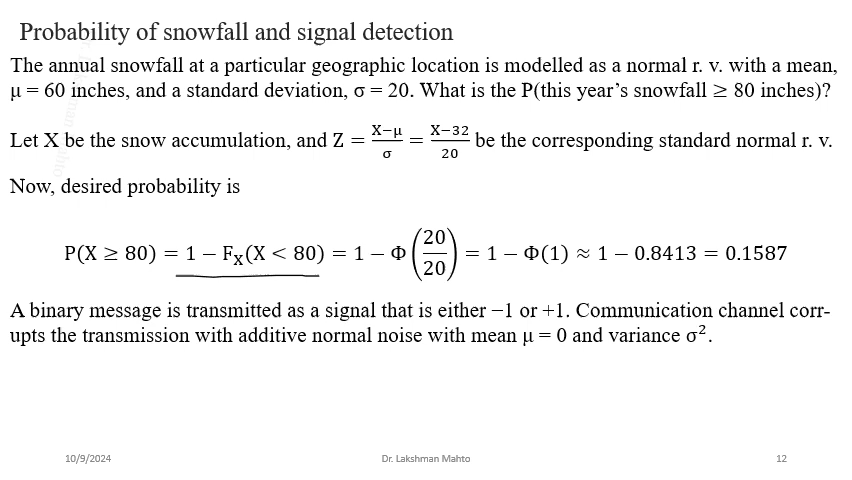 Probability of snowfall and signal detection
The annual snowfall at a particular geographic location is modelled as a normal r. v. with a mean,
μ = 60 inches, and a standard deviation, σ = 20. What is the P(this year's snowfall ≥ 80 inches)?
Let X be the snow accumulation, and Z = (X−μ)/σ = (X−32)/20 be the corresponding standard normal r. v.
Now, desired probability is
P(X ≥ 80) = 1 − F_X(X < 80) = 1 − Φ(20/20) = 1 − Φ(1) ≈ 1 − 0.8413 = 0.1587
A binary message is transmitted as a signal that is either −1 or +1. Communication channel corr-
upts the transmission with additive normal noise with mean μ = 0 and variance σ².
10/9/2024 Dr. Lakshman Mahto 12